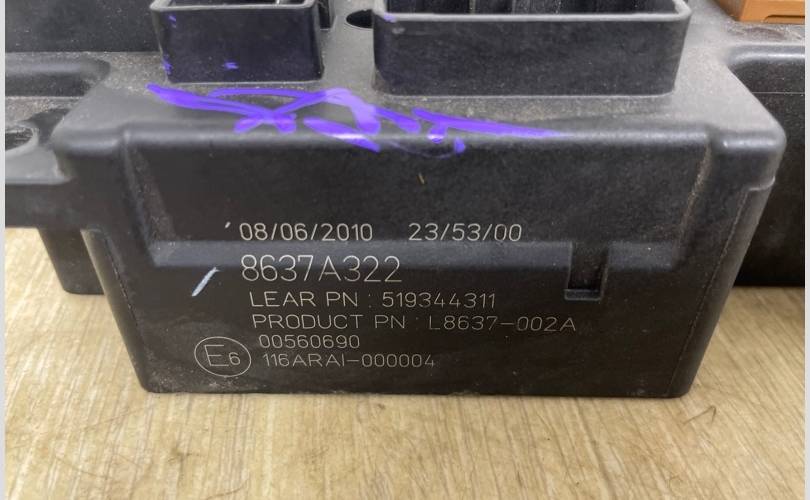 08/06/2010 23/53/00
8637A322
LEAR PN : 519344311
PRODUCT PN : L8637-002A
00560690
E6 116ARAI-000004